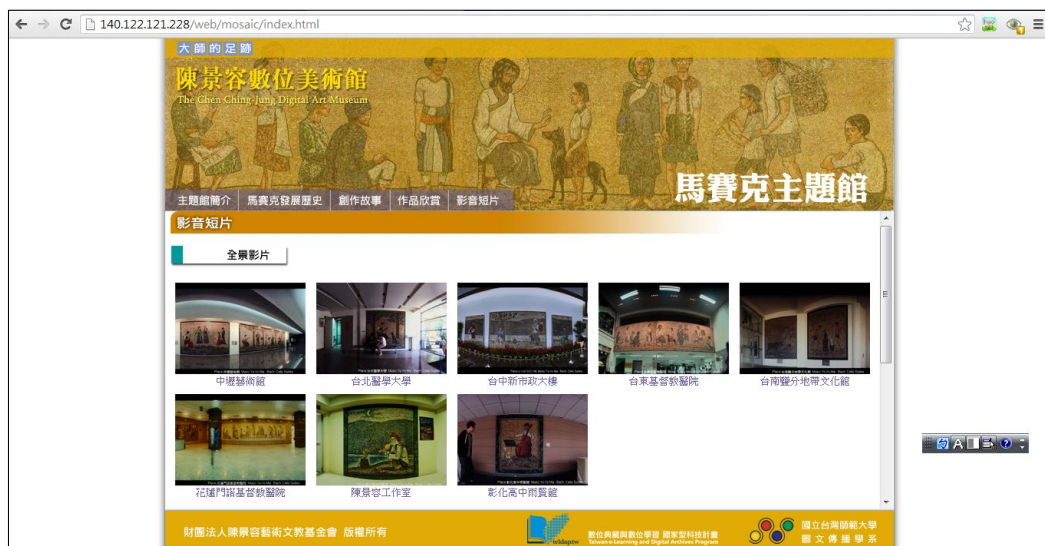 140.122.121.228/web/mosaic/index.html
大師的足跡
陳景容數位美術館
The Chen Ching-Jung Digital Art Museum
馬賽克主題館
主題館簡介 馬賽克發展歷史 創作故事 作品欣賞 影音短片
影音短片
全景影片
中壢藝術館 台北醫學大學 台中新市政大樓 台東基督教醫院 台南鹽分地帶文化館
花蓮門諾基督教醫院 陳景容工作室 彰化高中雨賢館
財團法人陳景容藝術文教基金會 版權所有
teldaptw
數位典藏與數位學習 國家型科技計畫
Taiwan e-Learning and Digital Archives Program
國立台灣師範大學
圖文傳播學系
A